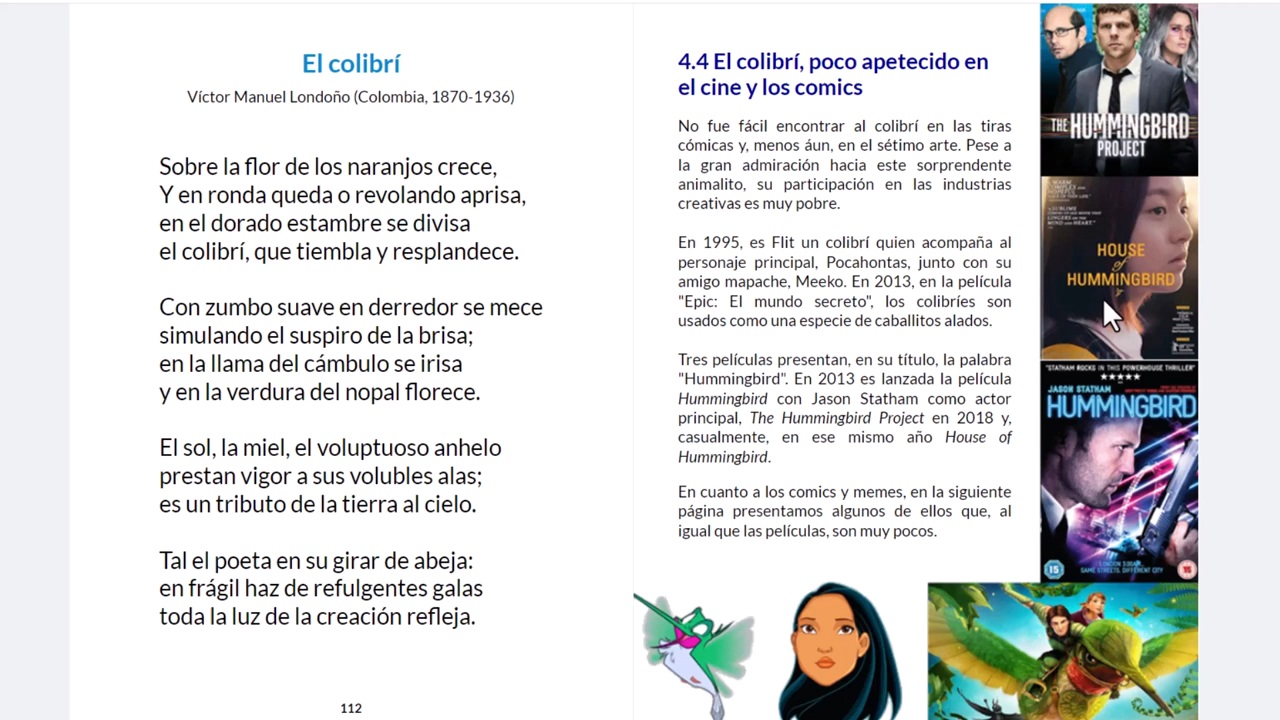 El colibrí
Víctor Manuel Londoño (Colombia, 1870-1936)
Sobre la flor de los naranjos crece,
Y en ronda queda o revolando aprisa,
en el dorado estambre se divisa
el colibrí, que tiembla y resplandece.
Con zumbo suave en derredor se mece
simulando el suspiro de la brisa;
en la llama del cámbulo se irisa
y en la verdura del nopal florece.
El sol, la miel, el voluptuoso anhelo
prestan vigor a sus volubles alas;
es un tributo de la tierra al cielo.
Tal el poeta en su girar de abeja:
en frágil haz de refulgentes galas
toda la luz de la creación refleja.
112
4.4 El colibrí, poco apetecido en
el cine y los comics
No fue fácil encontrar al colibrí en las tiras
cómicas y, menos áun, en el sétimo arte. Pese a
la gran admiración hacia este sorprendente
animalito, su participación en las industrias
creativas es muy pobre.
En 1995, es Flit un colibrí quien acompaña al
personaje principal, Pocahontas, junto con su
amigo mapache, Meeko. En 2013, en la película
"Epic: El mundo secreto", los colibríes son
usados como una especie de caballitos alados.
Tres películas presentan, en su título, la palabra
"Hummingbird". En 2013 es lanzada la película
Hummingbird con Jason Statham como actor
principal, The Hummingbird Project en 2018 y,
casualmente, en ese mismo año House of
Hummingbird.
En cuanto a los comics y memes, en la siguiente
página presentamos algunos de ellos que, al
igual que las películas, son muy pocos.
THE HUMMINGBIRD
PROJECT
HOUSE
of
HUMMINGBIRD
"STATHAM ROCKS IN THIS POWERHOUSE THRILLER"
JASON STATHAM
HUMMINGBIRD
SAME STREETS. DIFFERENT CITY
15
15